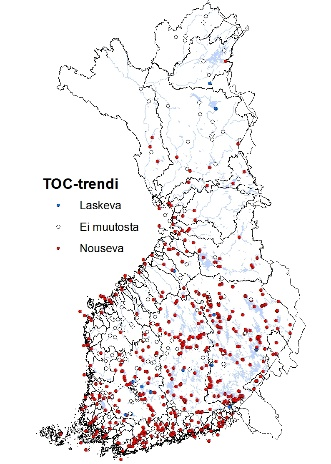 TOC-trendi
Laskeva
Ei muutosta
Nouseva